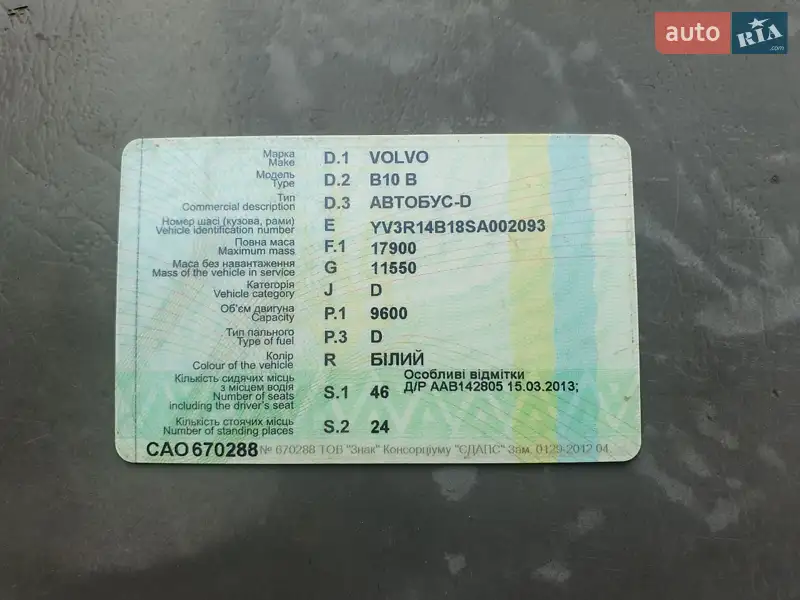 auto RIA .com
Марка
Make D.1 VOLVO
Модель
Type D.2 B10 B
Тип
Commercial description D.3 АВТОБУС-D
Номер шасі (кузова, рами)
Vehicle identification number E YV3R14B18SA002093
Повна маса
Maximum mass F.1 17900
Маса без навантаження
Mass of the vehicle in service G 11550
Категорія
Vehicle category J D
Об'єм двигуна
Capacity P.1 9600
Тип пального
Type of fuel P.3 D
Колір
Colour of the vehicle R БІЛИЙ
Особливі відмітки
Д/Р ААВ142805 15.03.2013;
Кількість сидячих місць
з місцем водія
Number of seats
including the driver's seat S.1 46
Кількість стоячих місць
Number of standing places S.2 24
САО 670288 № 670288 ТОВ "Знак" Консорціуму "ЄДАПС" Зам. 0129-2012 04